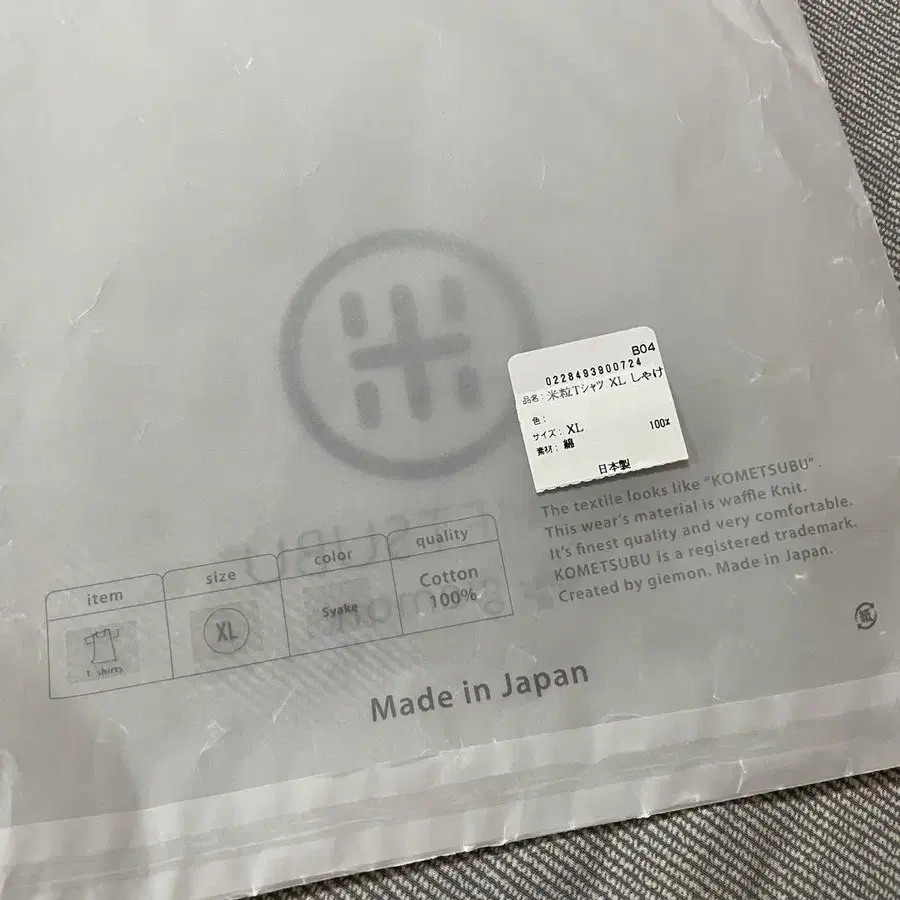 米
B04
0228493900724
品名: 米粒Tシャツ XL しゃけ
色:
サイズ: XL
素材: 綿 100%
日本製
The textile looks like "KOMETSUBU".
This wear's material is waffle Knit.
It's finest quality and very comfortable.
KOMETSUBU is a registered trademark.
Created by giemon. Made in Japan.
item size color quality
T shirts XL Syake Cotton 100%
紙
Made in Japan